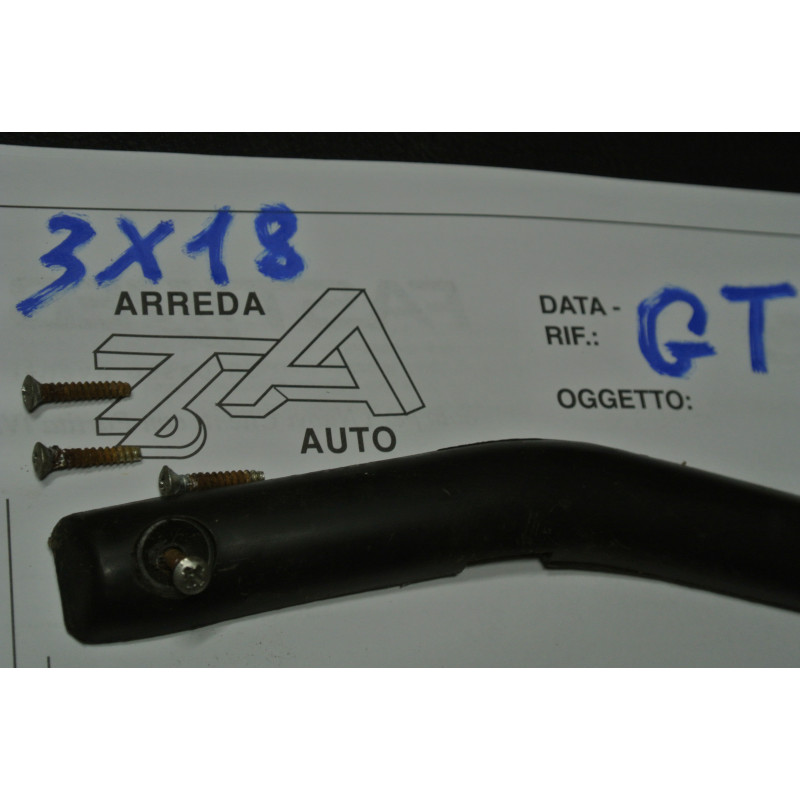 3X18
ARREDA
AUTO
DATA -
RIF.:
GT
OGGETTO: